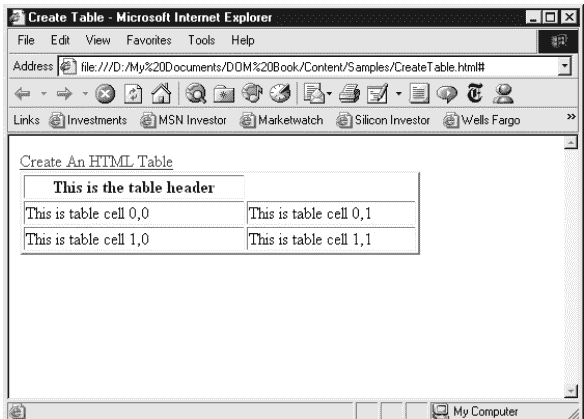 Create Table - Microsoft Internet Explorer
File Edit View Favorites Tools Help
Address file:///D:/My%20Documents/DOM%20Book/Content/Samples/CreateTable.html#
Links Investments MSN Investor Marketwatch Silicon Investor Wells Fargo »
Create An HTML Table
This is the table header
This is table cell 0,0 This is table cell 0,1
This is table cell 1,0 This is table cell 1,1
My Computer